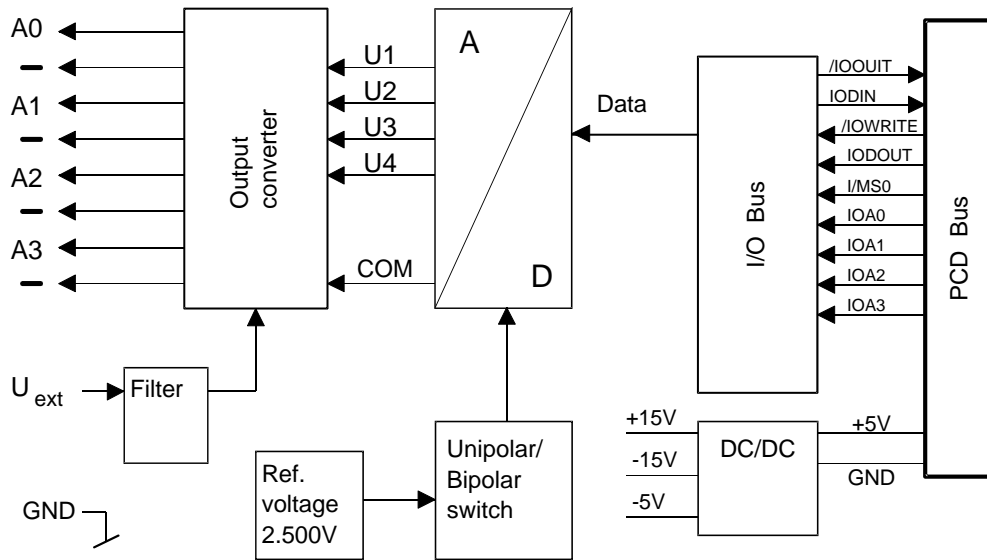 A0
–
A1
–
A2
–
A3
–
Output
converter
U1
U2
U3
U4
COM
A
D
Data
I/O Bus
/IOOUIT
IODIN
/IOWRITE
IODOUT
I/MS0
IOA0
IOA1
IOA2
IOA3
PCD Bus
U ext
Filter
Ref.
voltage
2.500V
Unipolar/
Bipolar
switch
+15V
-15V
-5V
DC/DC
+5V
GND
GND